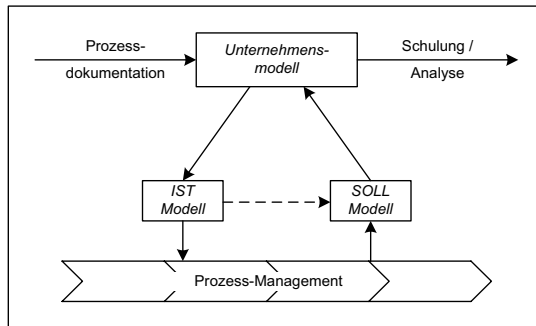 Prozess-
dokumentation
Unternehmens-
modell
Schulung /
Analyse
IST
Modell
SOLL
Modell
Prozess-Management